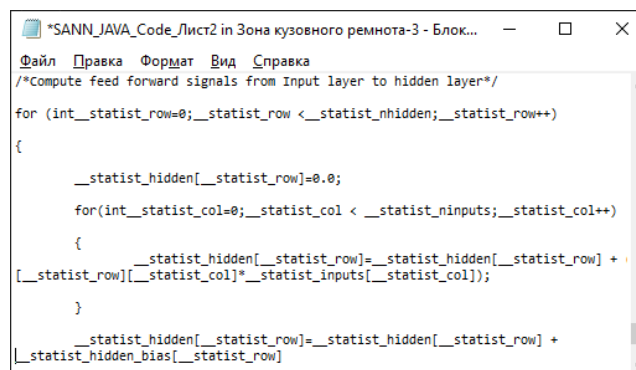 *SANN_JAVA_Code_Лист2 in Зона кузовного ремнота-3 - Блок...
Файл Правка Формат Вид Справка
/*Compute feed forward signals from Input layer to hidden layer*/
for (int__statist_row=0;__statist_row <__statist_nhidden;__statist_row++)
{
__statist_hidden[__statist_row]=0.0;
for(int__statist_col=0;__statist_col < __statist_ninputs;__statist_col++)
{
__statist_hidden[__statist_row]=__statist_hidden[__statist_row] +
[__statist_row][__statist_col]*__statist_inputs[__statist_col]);
}
__statist_hidden[__statist_row]=__statist_hidden[__statist_row] +
__statist_hidden_bias[__statist_row]